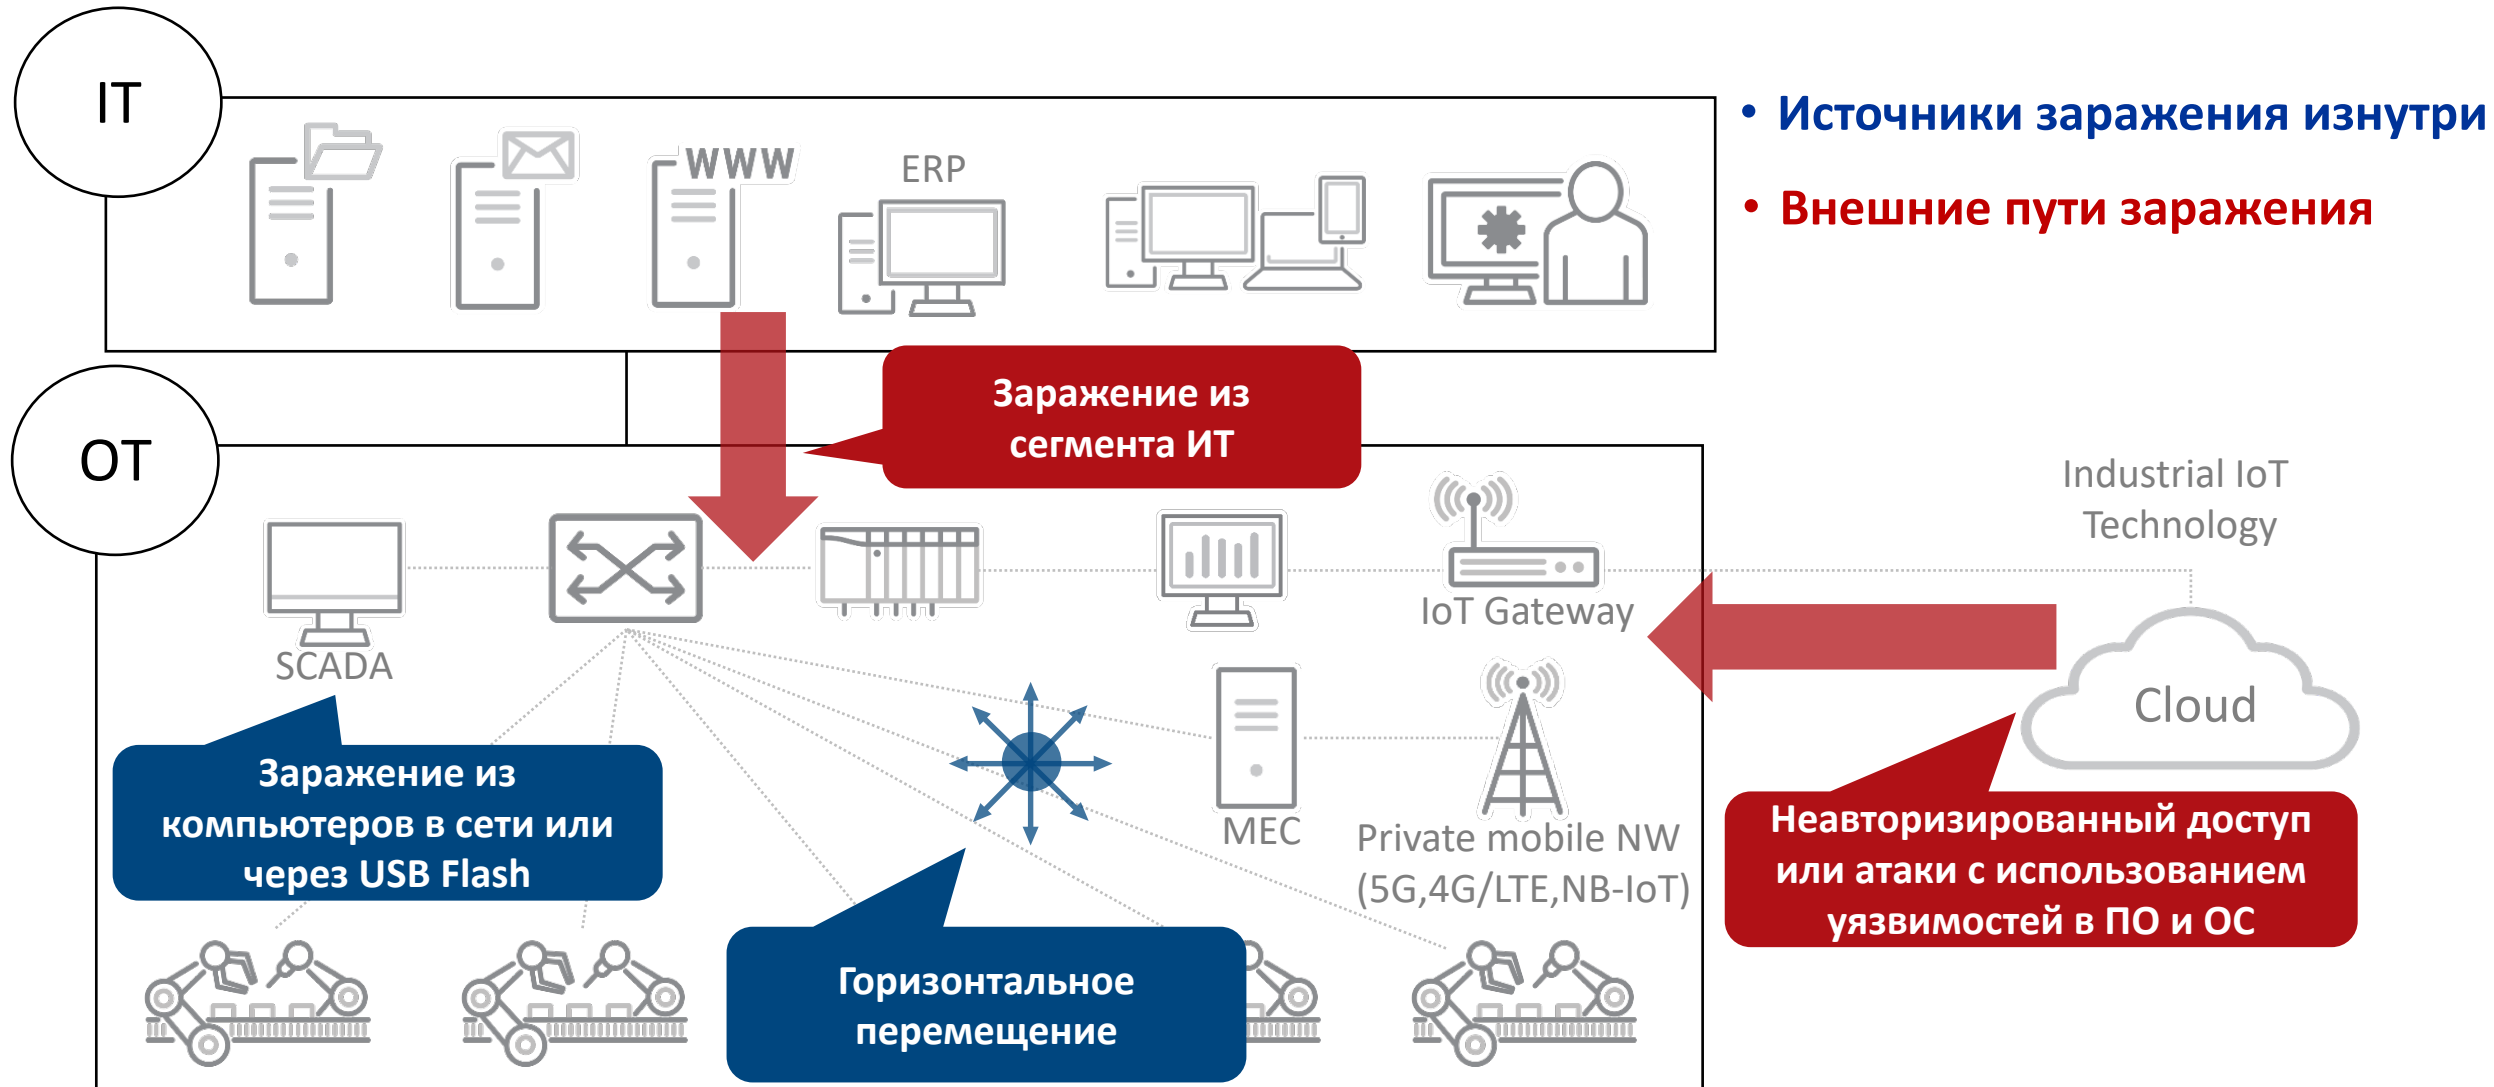 IT
• Источники заражения изнутри
• Внешние пути заражения
WWW
ERP
OT
Заражение из
сегмента ИТ
Industrial IoT
Technology
IoT Gateway
SCADA
Cloud
Заражение из
компьютеров в сети или
через USB Flash
MEC
Private mobile NW
(5G,4G/LTE,NB-IoT)
Неавторизированный доступ
или атаки с использованием
уязвимостей в ПО и ОС
Горизонтальное
перемещение